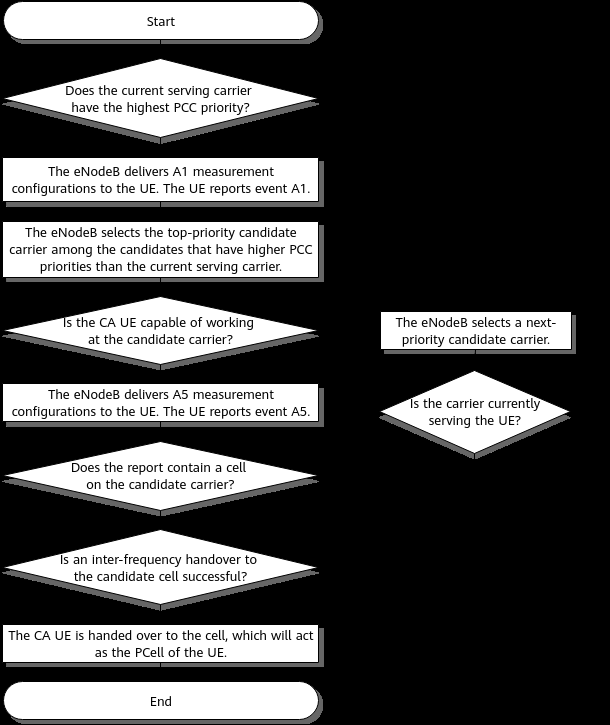 Start
Does the current serving carrier
have the highest PCC priority?
The eNodeB delivers A1 measurement
configurations to the UE. The UE reports event A1.
The eNodeB selects the top-priority candidate
carrier among the candidates that have higher PCC
priorities than the current serving carrier.
Is the CA UE capable of working
at the candidate carrier?
The eNodeB selects a next-
priority candidate carrier.
The eNodeB delivers A5 measurement
configurations to the UE. The UE reports event A5.
Is the carrier currently
serving the UE?
Does the report contain a cell
on the candidate carrier?
Is an inter-frequency handover to
the candidate cell successful?
The CA UE is handed over to the cell, which will act
as the PCell of the UE.
End